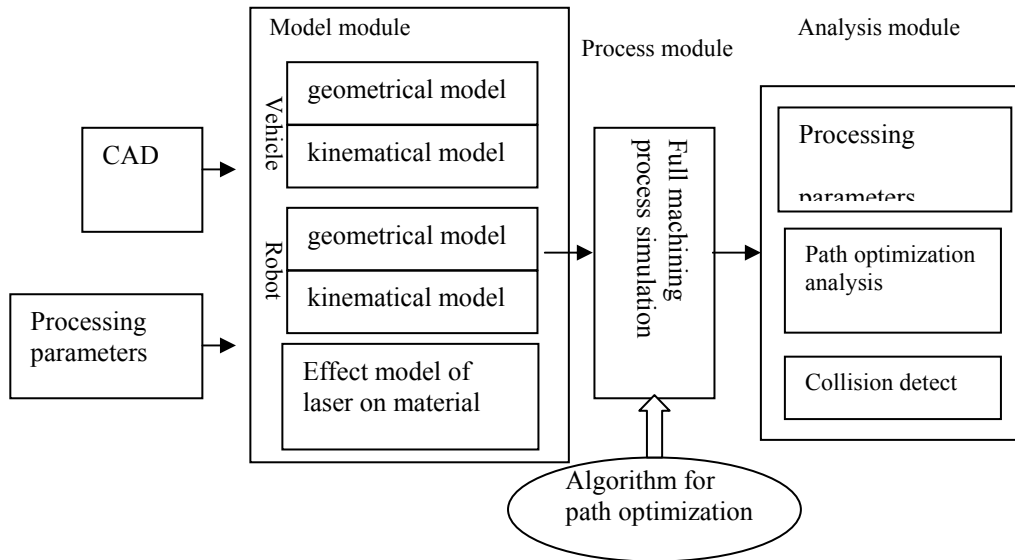 Model module
Process module
Analysis module
CAD
Processing
parameters
Vehicle
geometrical model
kinematical model
Robot
geometrical model
kinematical model
Effect model of
laser on material
Full machining
process simulation
Algorithm for
path optimization
Processing
parameters
Path optimization
analysis
Collision detect